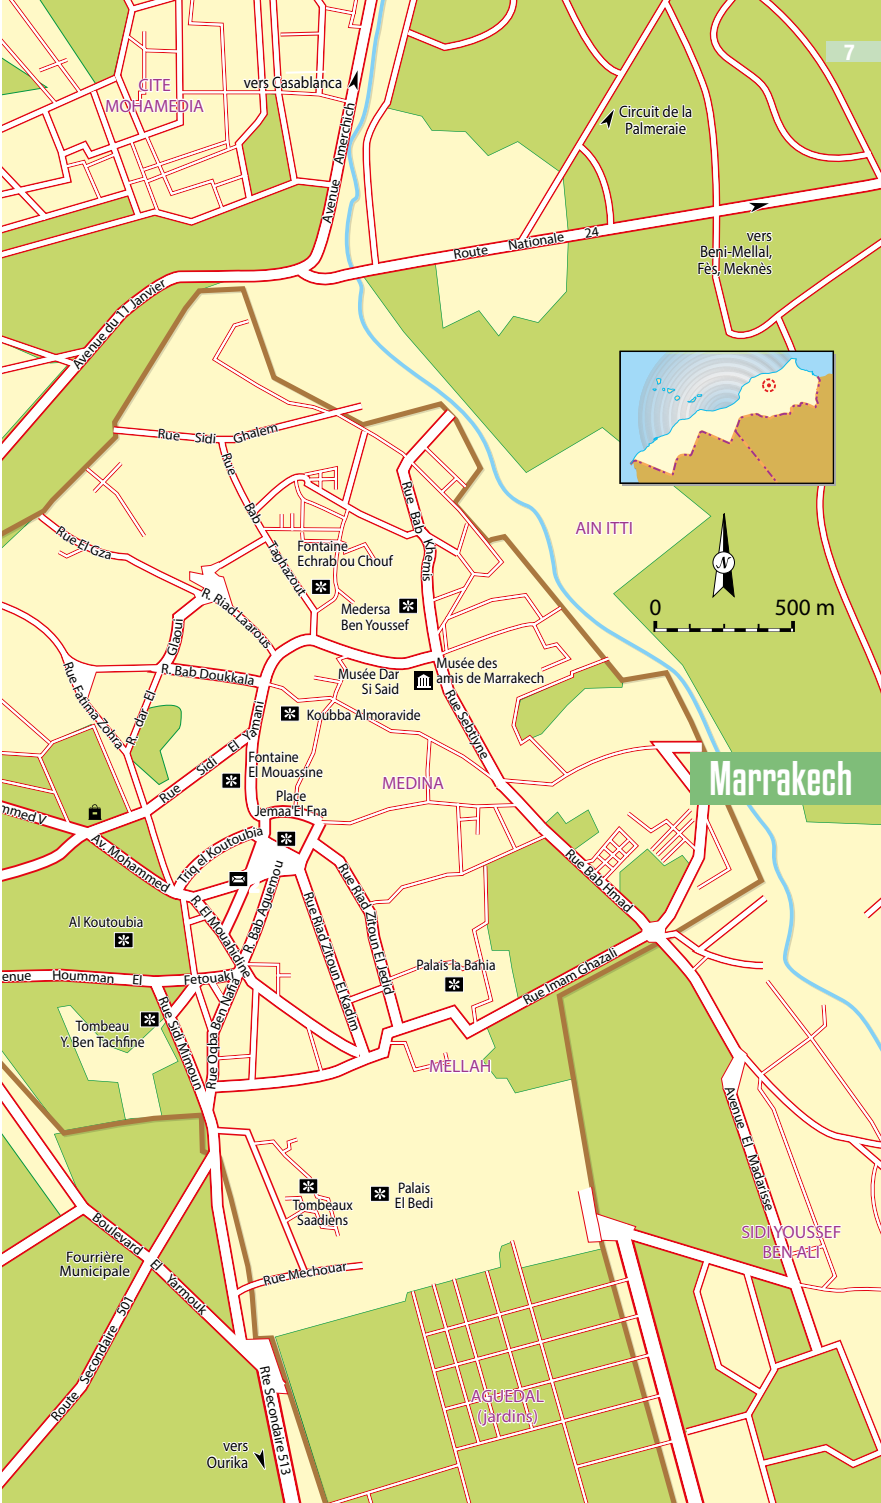 7
CITE
MOHAMEDIA
vers Casablanca
Avenue Amerchich
Circuit de la
Palmeraie
Route Nationale 24
vers
Beni-Mellal,
Fès, Meknès
Avenue du 11 Janvier
Rue Sidi Ghalem
Rue Bab Taghazout
Rue Bab Khemis
AIN ITTI
N
0 500 m
Rue El Gza
Fontaine
Echrab ou Chouf
Medersa
Ben Youssef
R. Riad Laarous
R. dar El Glaoui
R. Bab Doukkala
Musée Dar
Si Said
Musée des
amis de Marrakech
Rue Fatima Zohra
Koubba Almoravide
Rue Sebtiyne
Rue Sidi El Yamani
Fontaine
El Mouassine
MEDINA
Marrakech
Place
Jemaa El Fna
mmed V
Av. Mohammed
Triq el Koutoubia
Rue Bab Hmad
R. El Mouahidine
R. Bab Aguemou
Rue Riad Zitoun El Kadim
Rue Riad Zitoun El Jedid
Al Koutoubia
Palais la Bahia
Rue Imam Ghazali
enue Houmman El Fetouaki
Tombeau
Y. Ben Tachfine
Rue Sidi Mimoun
Rue Oqba Ben Nafia
MELLAH
Avenue El Madarisse
Tombeaux
Saadiens
Palais
El Bedi
SIDI YOUSSEF
BEN ALI
Boulevard El Yarmouk
Fourrière
Municipale
Rue Mechouar
Route Secondaire 501
Rte Secondaire 513
AGUEDAL
(jardins)
vers
Ourika